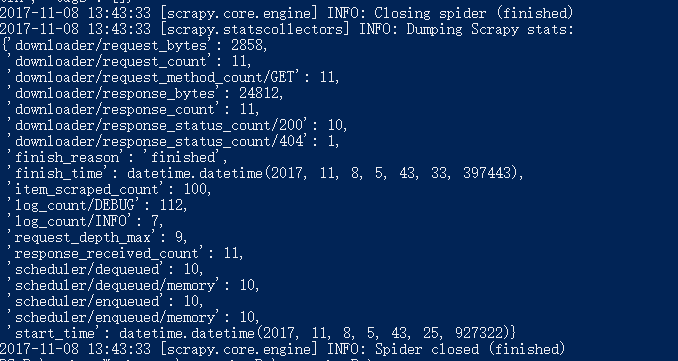 2017-11-08 13:43:33 [scrapy.core.engine] INFO: Closing spider (finished)
2017-11-08 13:43:33 [scrapy.statscollectors] INFO: Dumping Scrapy stats:
{'downloader/request_bytes': 2858,
'downloader/request_count': 11,
'downloader/request_method_count/GET': 11,
'downloader/response_bytes': 24812,
'downloader/response_count': 11,
'downloader/response_status_count/200': 10,
'downloader/response_status_count/404': 1,
'finish_reason': 'finished',
'finish_time': datetime.datetime(2017, 11, 8, 5, 43, 33, 397443),
'item_scraped_count': 100,
'log_count/DEBUG': 112,
'log_count/INFO': 7,
'request_depth_max': 9,
'response_received_count': 11,
'scheduler/dequeued': 10,
'scheduler/dequeued/memory': 10,
'scheduler/enqueued': 10,
'scheduler/enqueued/memory': 10,
'start_time': datetime.datetime(2017, 11, 8, 5, 43, 25, 927322)}
2017-11-08 13:43:33 [scrapy.core.engine] INFO: Spider closed (finished)